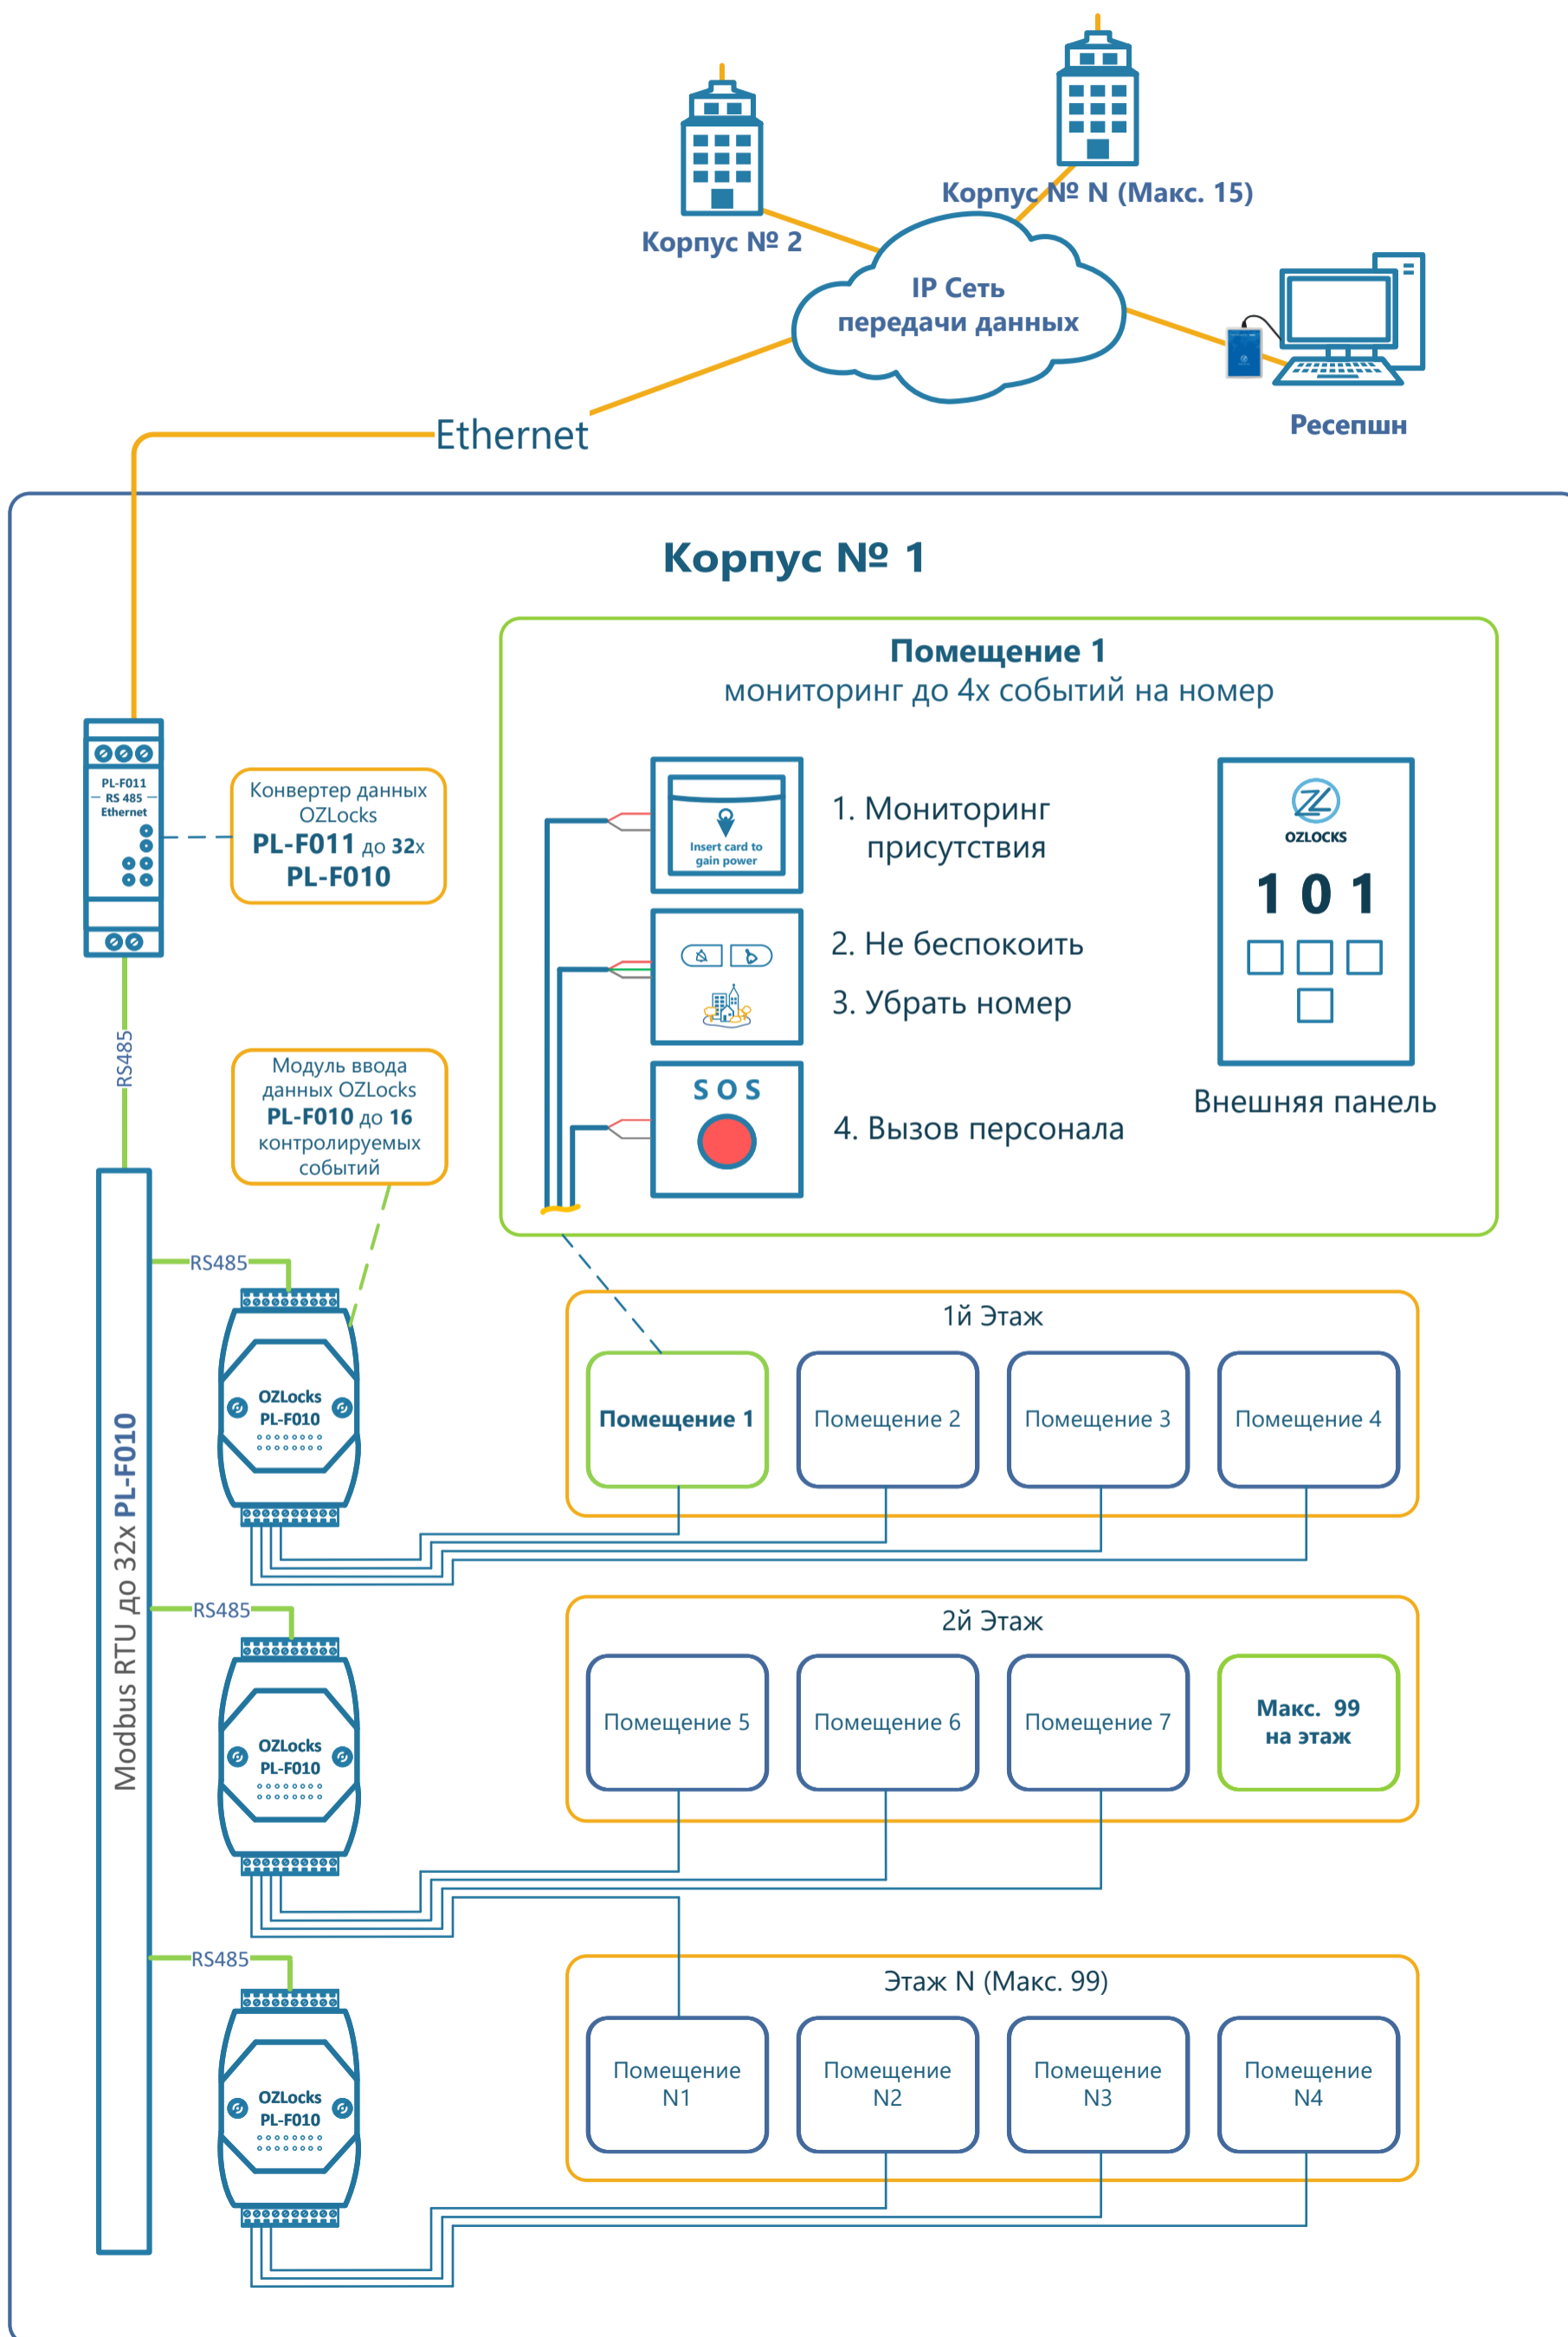 Корпус № N (Макс. 15)
Корпус № 2
IP Сеть
передачи данных
Ресепшн
Ethernet
Корпус № 1
Помещение 1
мониторинг до 4х событий на номер
PL-F011
RS 485
Ethernet
Конвертер данных
OZLocks
PL-F011 до 32х
PL-F010
Insert card to
gain power
1. Мониторинг
присутствия
OZLOCKS
1 0 1
2. Не беспокоить
3. Убрать номер
RS485
Модуль ввода
данных OZLocks
PL-F010 до 16
контролируемых
событий
S O S
4. Вызов персонала
Внешняя панель
Modbus RTU до 32х PL-F010
RS485
OZLocks
PL-F010
1й Этаж
Помещение 1
Помещение 2
Помещение 3
Помещение 4
RS485
OZLocks
PL-F010
2й Этаж
Помещение 5
Помещение 6
Помещение 7
Макс. 99
на этаж
RS485
OZLocks
PL-F010
Этаж N (Макс. 99)
Помещение
N1
Помещение
N2
Помещение
N3
Помещение
N4